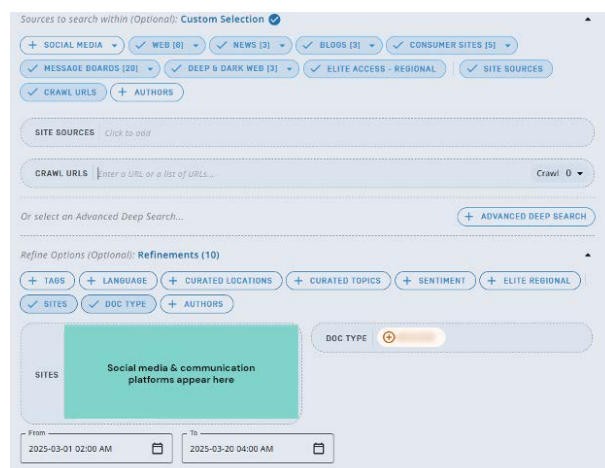 Sources to search within (Optional): Custom Selection
+ SOCIAL MEDIA WEB [8] NEWS [3] BLOGS [3] CONSUMER SITES [5]
MESSAGE BOARDS [20] DEEP & DARK WEB [3] ELITE ACCESS - REGIONAL SITE SOURCES
CRAWL URLS + AUTHORS
SITE SOURCES Click to add
CRAWL URLS Enter a URL or a list of URLs... Crawl 0
Or select an Advanced Deep Search...
+ ADVANCED DEEP SEARCH
Refine Options (Optional): Refinements (10)
+ TAGS + LANGUAGE + CURATED LOCATIONS + CURATED TOPICS + SENTIMENT + ELITE REGIONAL
SITES DOC TYPE + AUTHORS
DOC TYPE
SITES
Social media & communication
platforms appear here
From To
2025-03-01 02:00 AM 2025-03-20 04:00 AM